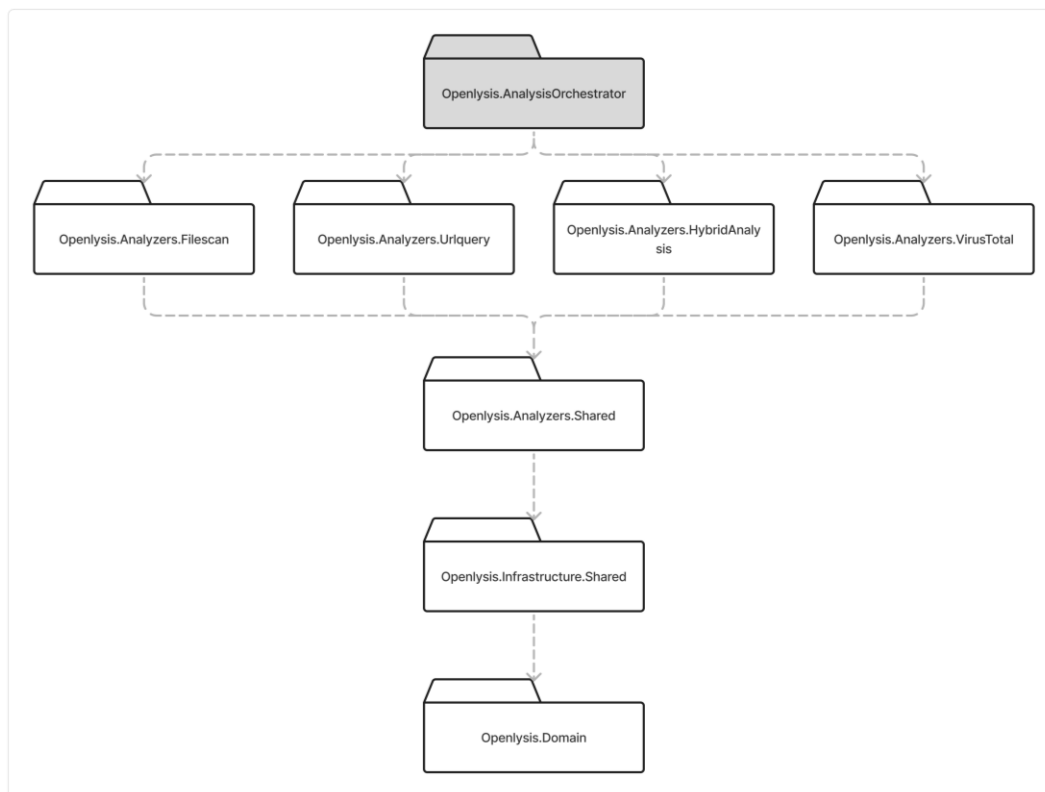 Openlysis.AnalysisOrchestrator
Openlysis.Analyzers.Filescan
Openlysis.Analyzers.Urlquery
Openlysis.Analyzers.HybridAnaly
sis
Openlysis.Analyzers.VirusTotal
Openlysis.Analyzers.Shared
Openlysis.Infrastructure.Shared
Openlysis.Domain